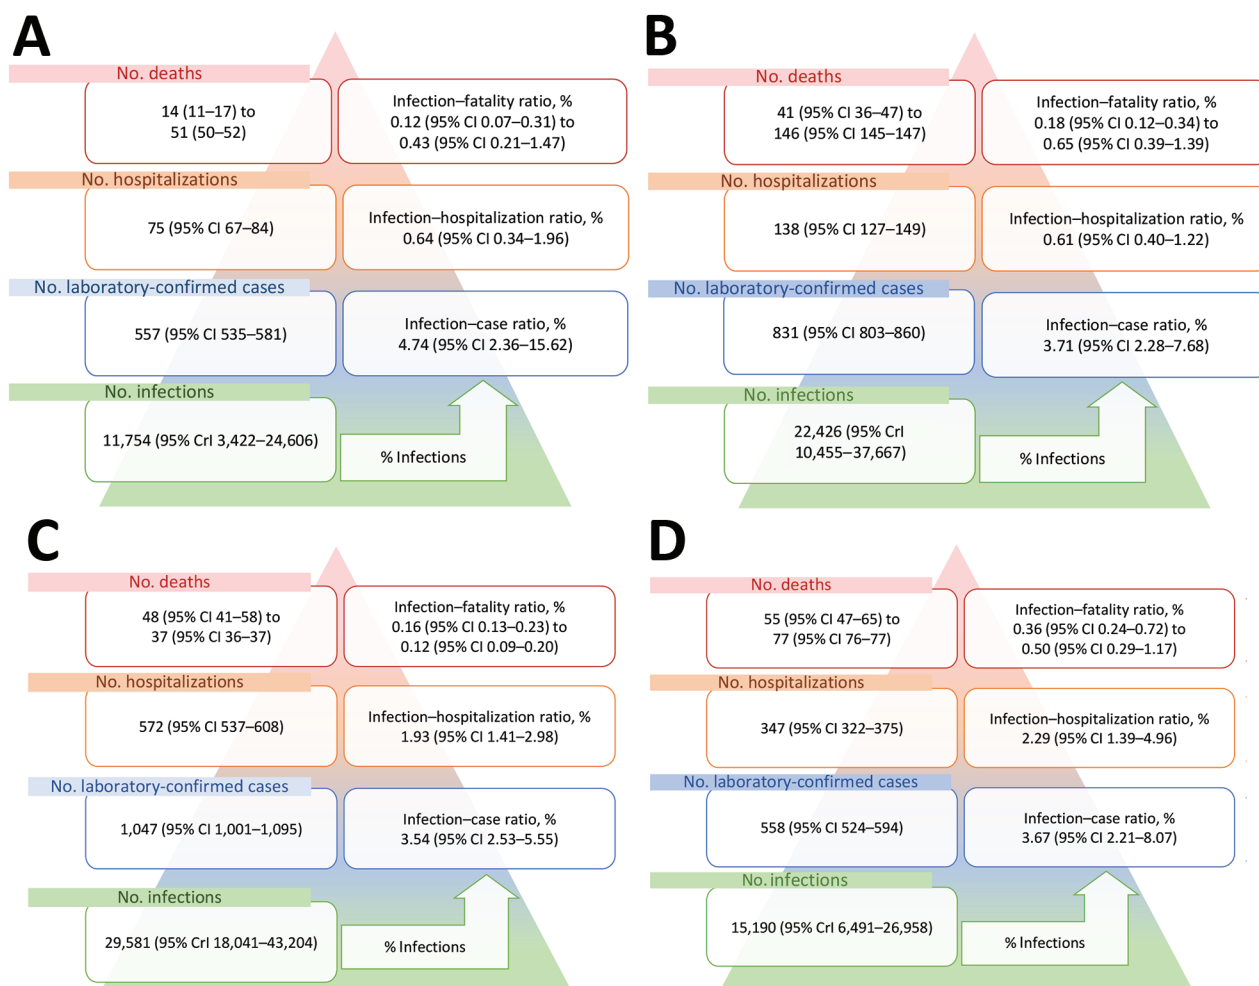 A
No. deaths
14 (11–17) to
51 (50–52)
Infection–fatality ratio, %
0.12 (95% CI 0.07–0.31) to
0.43 (95% CI 0.21–1.47)
No. hospitalizations
75 (95% CI 67–84)
Infection–hospitalization ratio, %
0.64 (95% CI 0.34–1.96)
No. laboratory-confirmed cases
557 (95% CI 535–581)
Infection–case ratio, %
4.74 (95% CI 2.36–15.62)
No. infections
11,754 (95% CrI 3,422–24,606)
% Infections
B
No. deaths
41 (95% CI 36–47) to
146 (95% CI 145–147)
Infection–fatality ratio, %
0.18 (95% CI 0.12–0.34) to
0.65 (95% CI 0.39–1.39)
No. hospitalizations
138 (95% CI 127–149)
Infection–hospitalization ratio, %
0.61 (95% CI 0.40–1.22)
No. laboratory-confirmed cases
831 (95% CI 803–860)
Infection–case ratio, %
3.71 (95% CI 2.28–7.68)
No. infections
22,426 (95% CrI
10,455–37,667)
% Infections
C
No. deaths
48 (95% CI 41–58) to
37 (95% CI 36–37)
Infection–fatality ratio, %
0.16 (95% CI 0.13–0.23) to
0.12 (95% CI 0.09–0.20)
No. hospitalizations
572 (95% CI 537–608)
Infection–hospitalization ratio, %
1.93 (95% CI 1.41–2.98)
No. laboratory-confirmed cases
1,047 (95% CI 1,001–1,095)
Infection–case ratio, %
3.54 (95% CI 2.53–5.55)
No. infections
29,581 (95% CrI 18,041–43,204)
% Infections
D
No. deaths
55 (95% CI 47–65) to
77 (95% CI 76–77)
Infection–fatality ratio, %
0.36 (95% CI 0.24–0.72) to
0.50 (95% CI 0.29–1.17)
No. hospitalizations
347 (95% CI 322–375)
Infection–hospitalization ratio, %
2.29 (95% CI 1.39–4.96)
No. laboratory-confirmed cases
558 (95% CI 524–594)
Infection–case ratio, %
3.67 (95% CI 2.21–8.07)
No. infections
15,190 (95% CrI 6,491–26,958)
% Infections